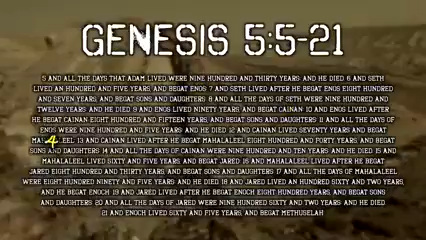 GENESIS 5:5-21
5 AND ALL THE DAYS THAT ADAM LIVED WERE NINE HUNDRED AND THIRTY YEARS: AND HE DIED. 6 AND SETH
LIVED AN HUNDRED AND FIVE YEARS, AND BEGAT ENOS: 7 AND SETH LIVED AFTER HE BEGAT ENOS EIGHT HUNDRED
AND SEVEN YEARS, AND BEGAT SONS AND DAUGHTERS: 8 AND ALL THE DAYS OF SETH WERE NINE HUNDRED AND
TWELVE YEARS: AND HE DIED. 9 AND ENOS LIVED NINETY YEARS, AND BEGAT CAINAN: 10 AND ENOS LIVED AFTER
HE BEGAT CAINAN EIGHT HUNDRED AND FIFTEEN YEARS, AND BEGAT SONS AND DAUGHTERS: 11 AND ALL THE DAYS OF
ENOS WERE NINE HUNDRED AND FIVE YEARS: AND HE DIED. 12 AND CAINAN LIVED SEVENTY YEARS, AND BEGAT
4
13 AND CAINAN LIVED AFTER HE BEGAT MAHALALEEL EIGHT HUNDRED AND FORTY YEARS, AND BEGAT
SONS AND DAUGHTERS: 14 AND ALL THE DAYS OF CAINAN WERE NINE HUNDRED AND TEN YEARS: AND HE DIED. 15 AND
MAHALALEEL LIVED SIXTY AND FIVE YEARS, AND BEGAT JARED: 16 AND MAHALALEEL LIVED AFTER HE BEGAT
JARED EIGHT HUNDRED AND THIRTY YEARS, AND BEGAT SONS AND DAUGHTERS: 17 AND ALL THE DAYS OF MAHALALEEL
WERE EIGHT HUNDRED NINETY AND FIVE YEARS: AND HE DIED. 18 AND JARED LIVED AN HUNDRED SIXTY AND TWO YEARS,
AND HE BEGAT ENOCH: 19 AND JARED LIVED AFTER HE BEGAT ENOCH EIGHT HUNDRED YEARS, AND BEGAT SONS
AND DAUGHTERS: 20 AND ALL THE DAYS OF JARED WERE NINE HUNDRED SIXTY AND TWO YEARS: AND HE DIED.
21 AND ENOCH LIVED SIXTY AND FIVE YEARS, AND BEGAT METHUSELAH: